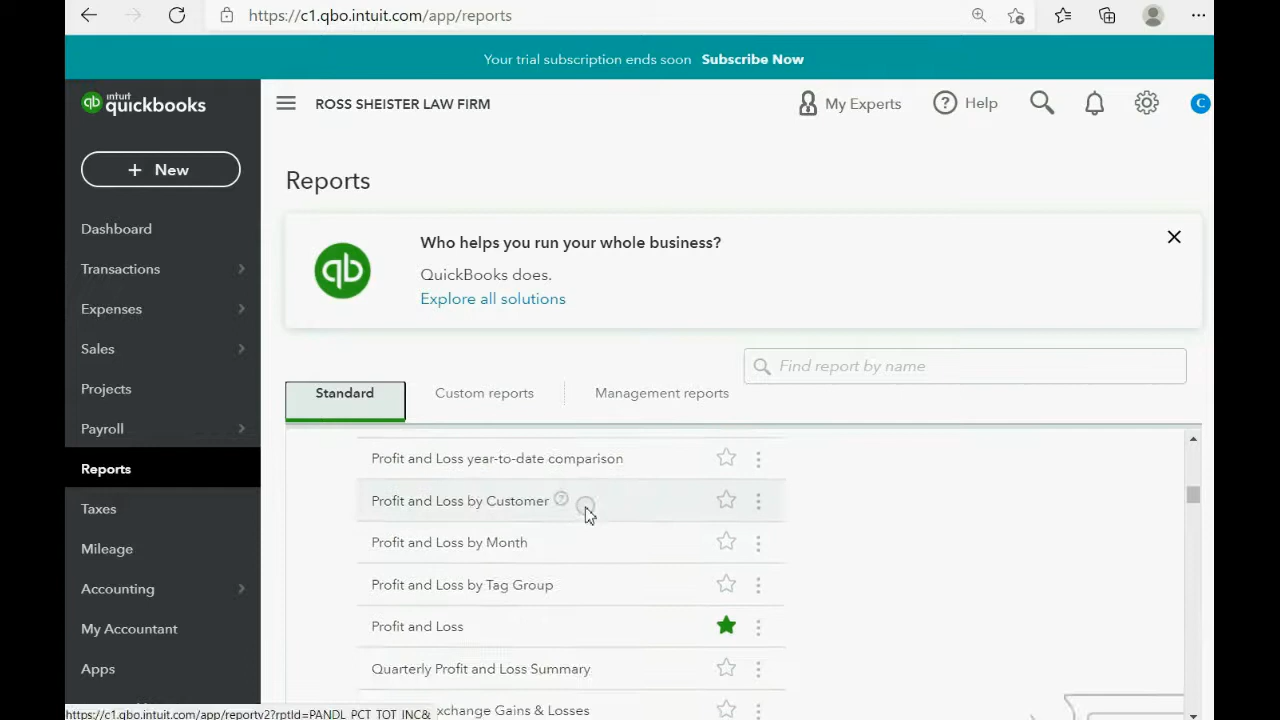 https://c1.qbo.intuit.com/app/reports
Your trial subscription ends soon Subscribe Now
intuit
quickbooks
ROSS SHEISTER LAW FIRM
My Experts
Help
C
+ New
Reports
Dashboard
Transactions
Expenses
Sales
Projects
Payroll
Reports
Taxes
Mileage
Accounting
My Accountant
Apps
qb
Who helps you run your whole business?
QuickBooks does.
Explore all solutions
Find report by name
Standard
Custom reports
Management reports
Profit and Loss year-to-date comparison
Profit and Loss by Customer
Profit and Loss by Month
Profit and Loss by Tag Group
Profit and Loss
Quarterly Profit and Loss Summary
Gains & Losses
https://c1.qbo.intuit.com/app/reportv2?rptId=PANDL_PCT_TOT_INC&